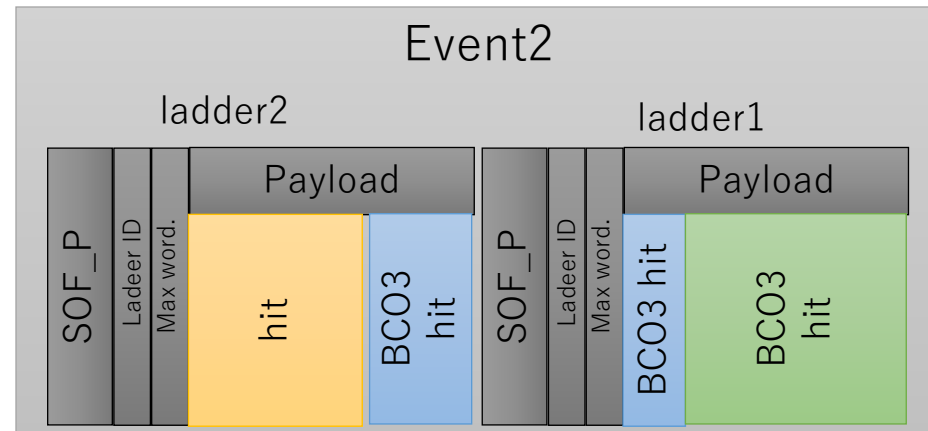 Event2
ladder2
ladder1
SOF_P
Ladeer ID
Max word.
Payload
hit
BCO3
hit
SOF_P
Ladeer ID
Max word.
Payload
BCO3 hit
BCO3
hit